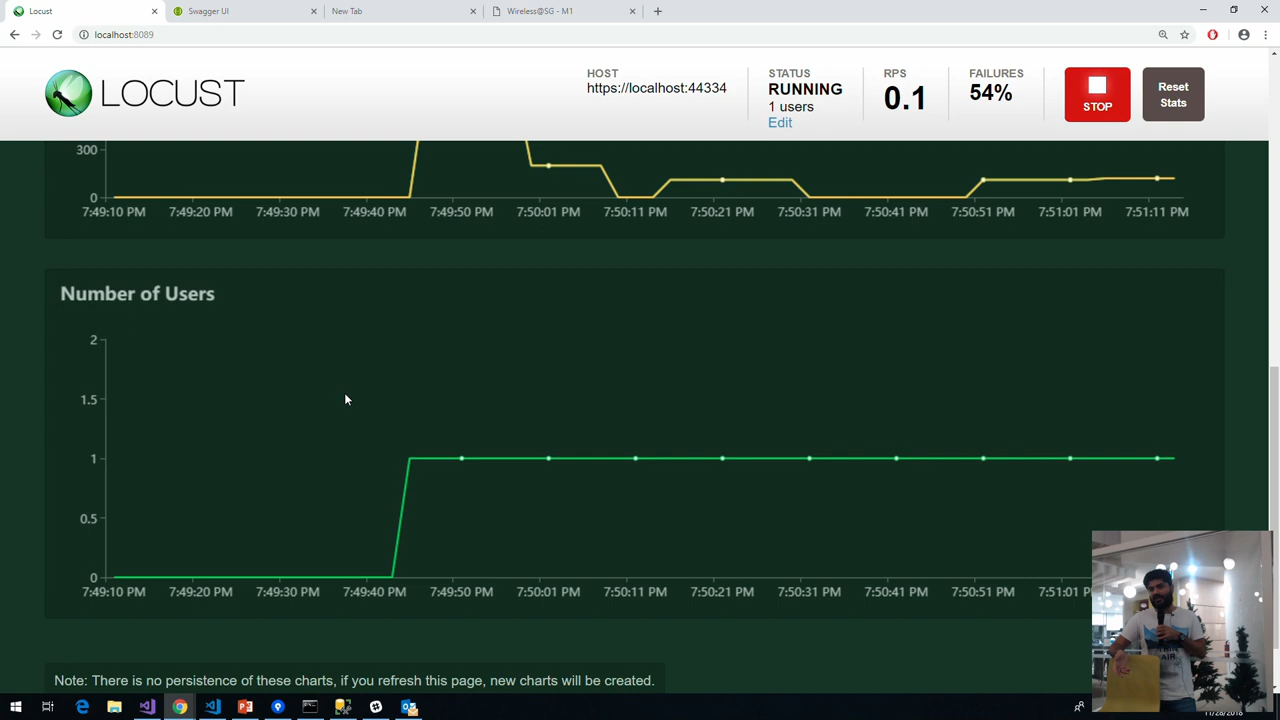 Locust
Swagger UI
New Tab
Wireless@SG - M1
localhost:8089
LOCUST
HOST
https://localhost:44334
STATUS
RUNNING
1 users
Edit
RPS
0.1
FAILURES
54%
STOP
Reset
Stats
300
0
7:49:10 PM 7:49:20 PM 7:49:30 PM 7:49:40 PM 7:49:50 PM 7:50:01 PM 7:50:11 PM 7:50:21 PM 7:50:31 PM 7:50:41 PM 7:50:51 PM 7:51:01 PM 7:51:11 PM
Number of Users
2
1.5
1
0.5
0
7:49:10 PM 7:49:20 PM 7:49:30 PM 7:49:40 PM 7:49:50 PM 7:50:01 PM 7:50:11 PM 7:50:21 PM 7:50:31 PM 7:50:41 PM 7:50:51 PM 7:51:01
Note: There is no persistence of these charts, if you refresh this page, new charts will be created.
AIR
11/28/2018